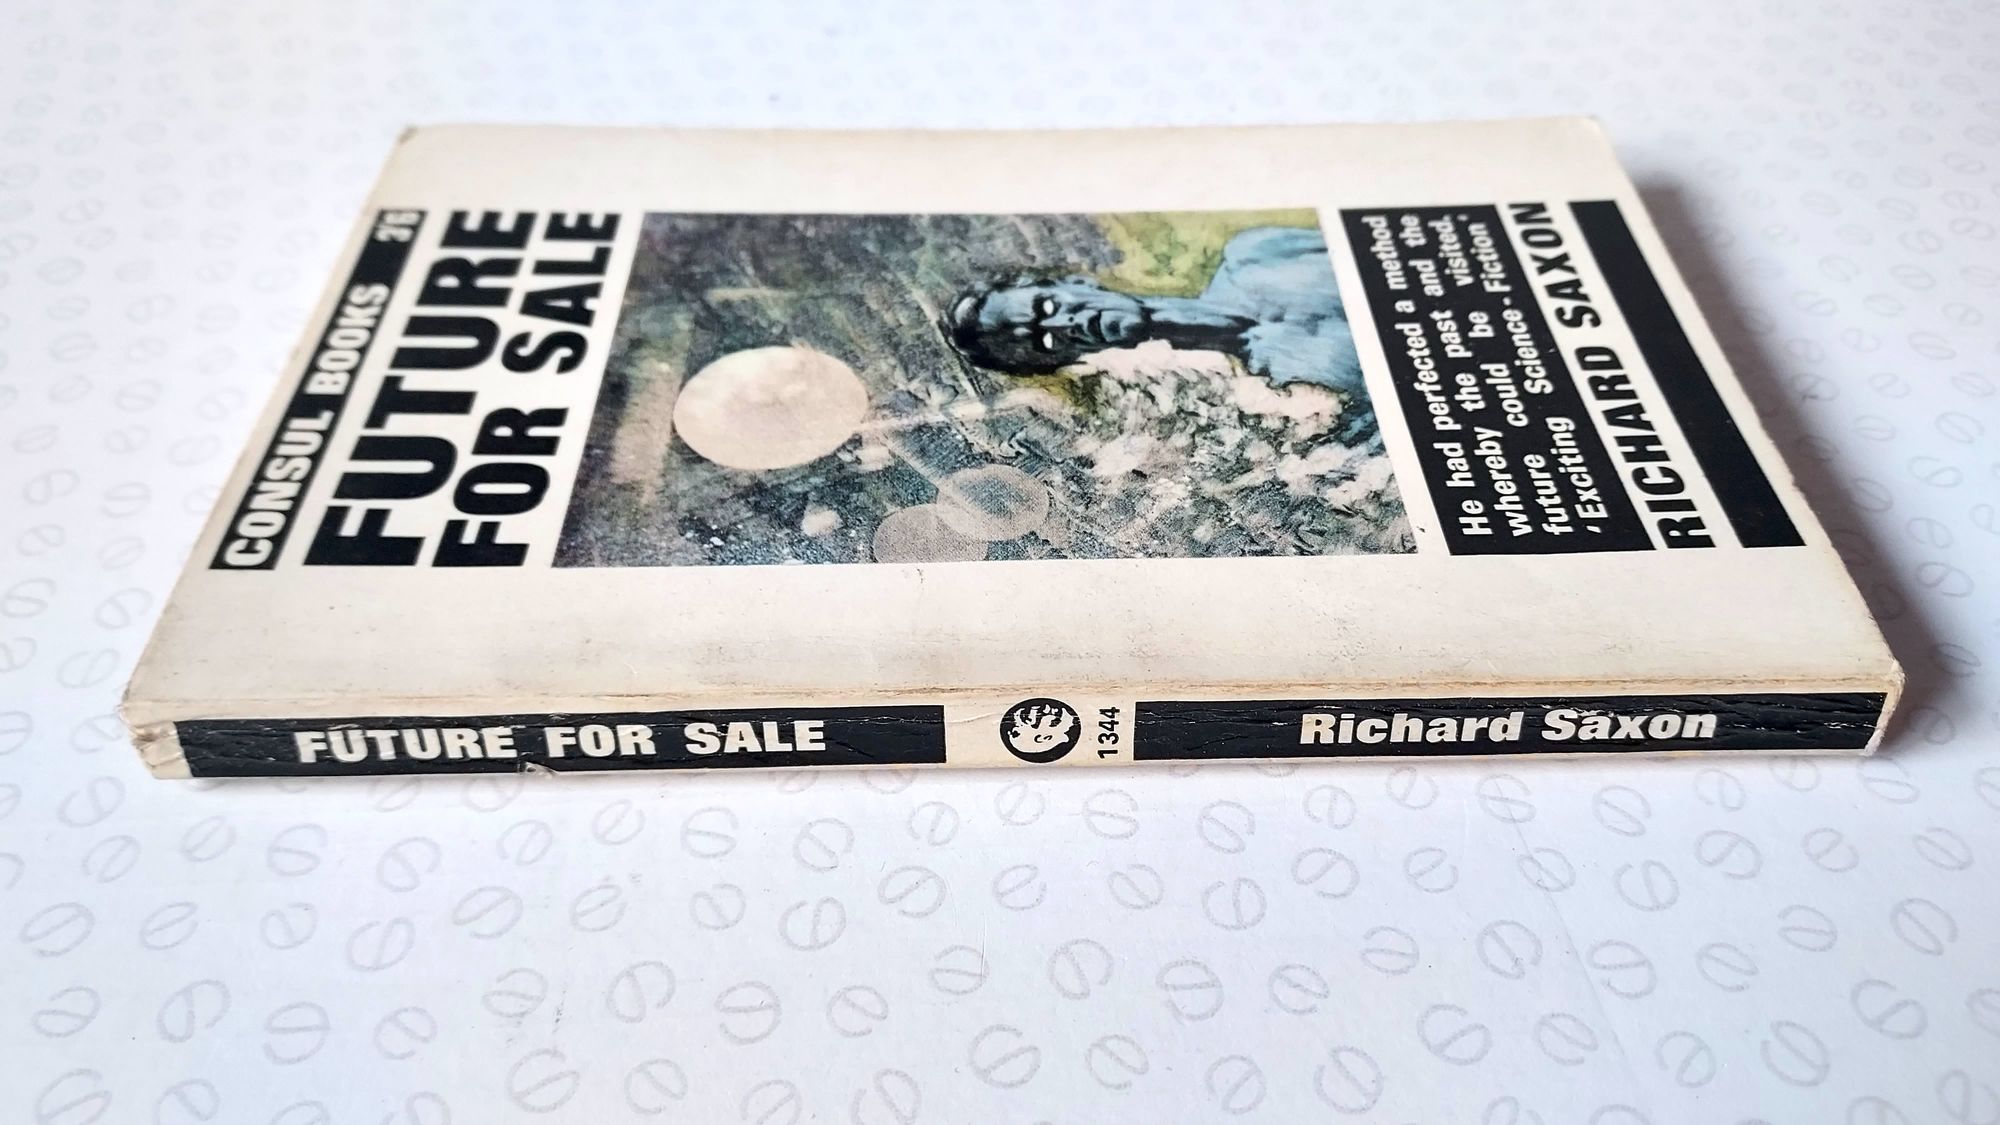 CONSUL BOOKS 3'6
FUTURE
FOR SALE
He had perfected a method
whereby the past and the
future could be visited.
'Exciting Science-Fiction'
RICHARD SAXON
FUTURE FOR SALE
1344
Richard Saxon